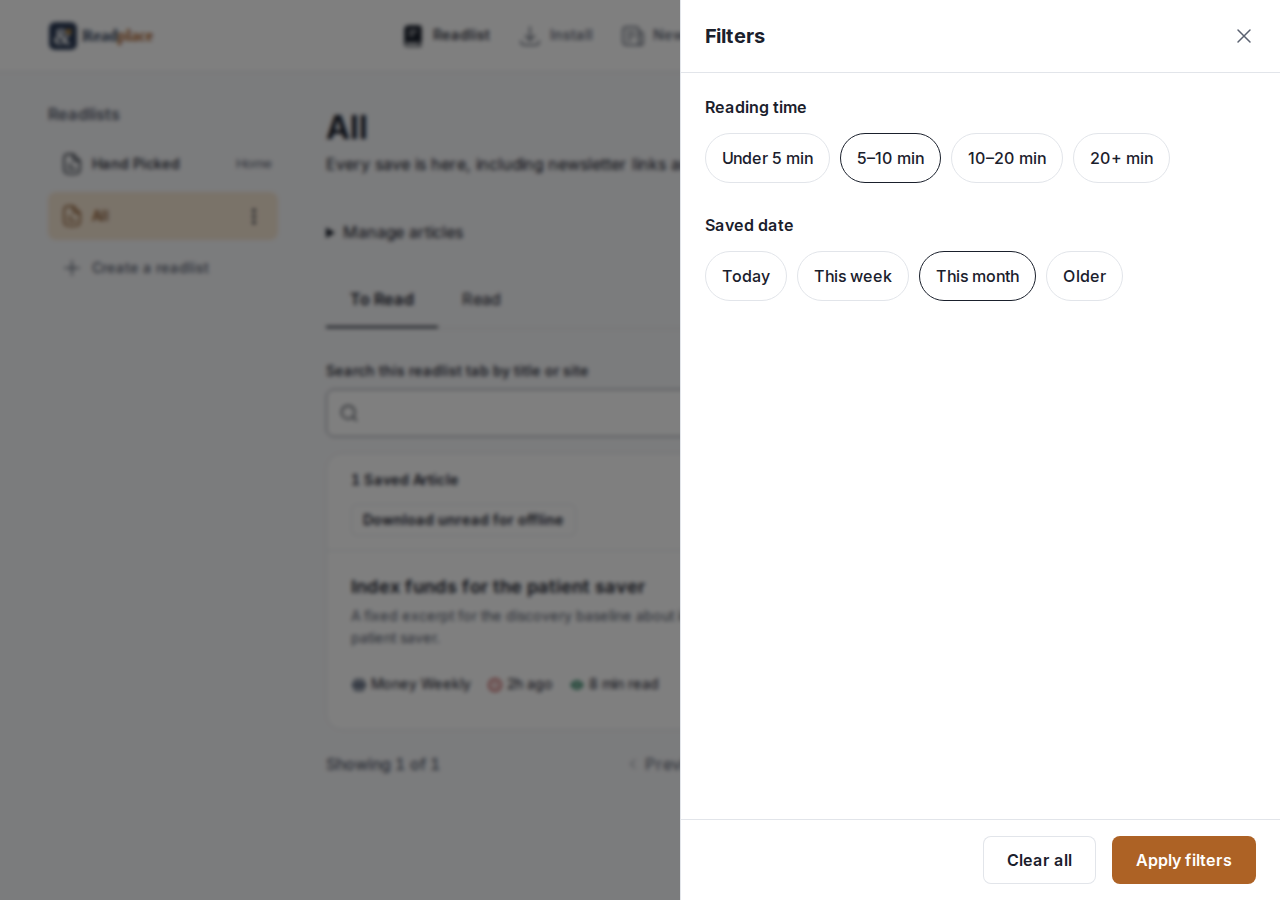 Readplace
Readlist
Install
Filters
Readlists
Hand Picked
Home
All
Create a readlist
All
Every save is here, including newsletter links
Manage articles
To Read
Read
Search this readlist tab by title or site
1 Saved Article
Download unread for offline
Index funds for the patient saver
A fixed excerpt for the discovery baseline about
patient saver.
Money Weekly
2h ago
8 min read
Showing 1 of 1
Reading time
Under 5 min
5–10 min
10–20 min
20+ min
Saved date
Today
This week
This month
Older
Clear all
Apply filters